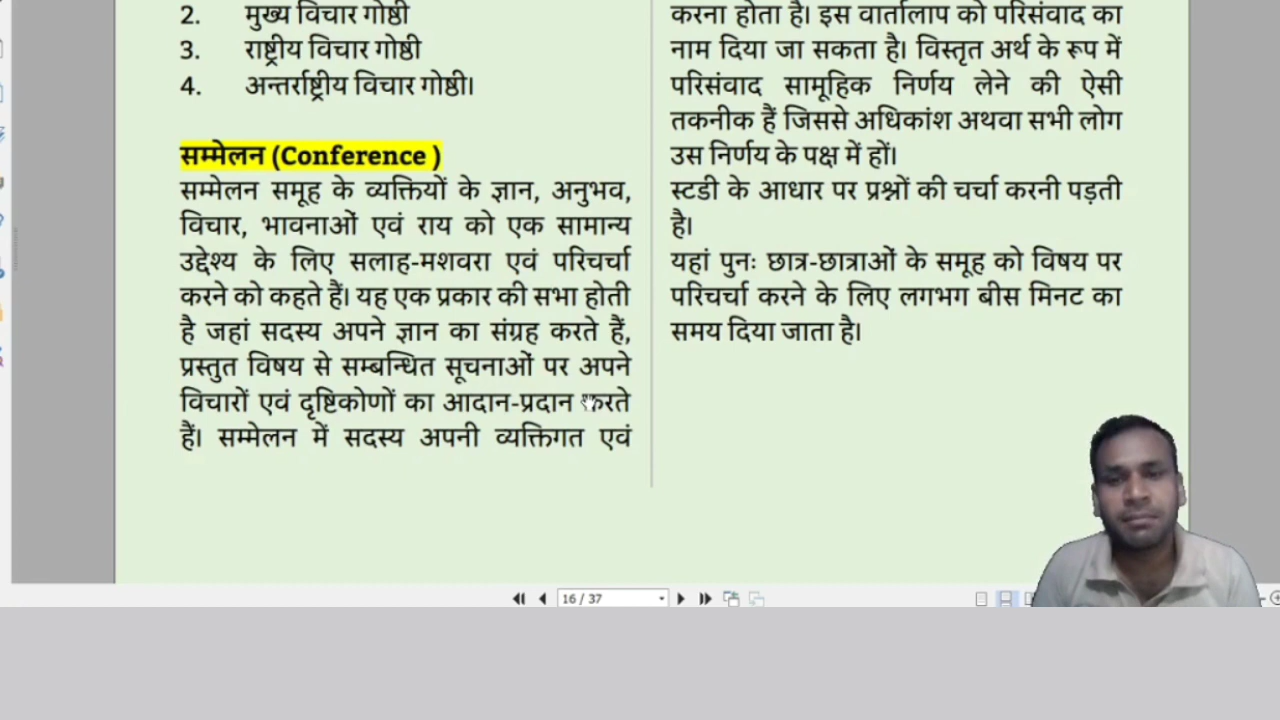 2. मुख्य विचार गोष्ठी
3. राष्ट्रीय विचार गोष्ठी
4. अन्तर्राष्ट्रीय विचार गोष्ठी।
सम्मेलन (Conference )
सम्मेलन समूह के व्यक्तियों के ज्ञान, अनुभव,
विचार, भावनाओं एवं राय को एक सामान्य
उद्देश्य के लिए सलाह-मशवरा एवं परिचर्चा
करने को कहते हैं। यह एक प्रकार की सभा होती
है जहां सदस्य अपने ज्ञान का संग्रह करते हैं,
प्रस्तुत विषय से सम्बन्धित सूचनाओं पर अपने
विचारों एवं दृष्टिकोणों का आदान-प्रदान करते
हैं। सम्मेलन में सदस्य अपनी व्यक्तिगत एवं
करना होता है। इस वार्तालाप को परिसंवाद का
नाम दिया जा सकता है। विस्तृत अर्थ के रूप में
परिसंवाद सामूहिक निर्णय लेने की ऐसी
तकनीक हैं जिससे अधिकांश अथवा सभी लोग
उस निर्णय के पक्ष में हों।
स्टडी के आधार पर प्रश्नों की चर्चा करनी पड़ती
है।
यहां पुनः छात्र-छात्राओं के समूह को विषय पर
परिचर्चा करने के लिए लगभग बीस मिनट का
समय दिया जाता है।
16 / 37